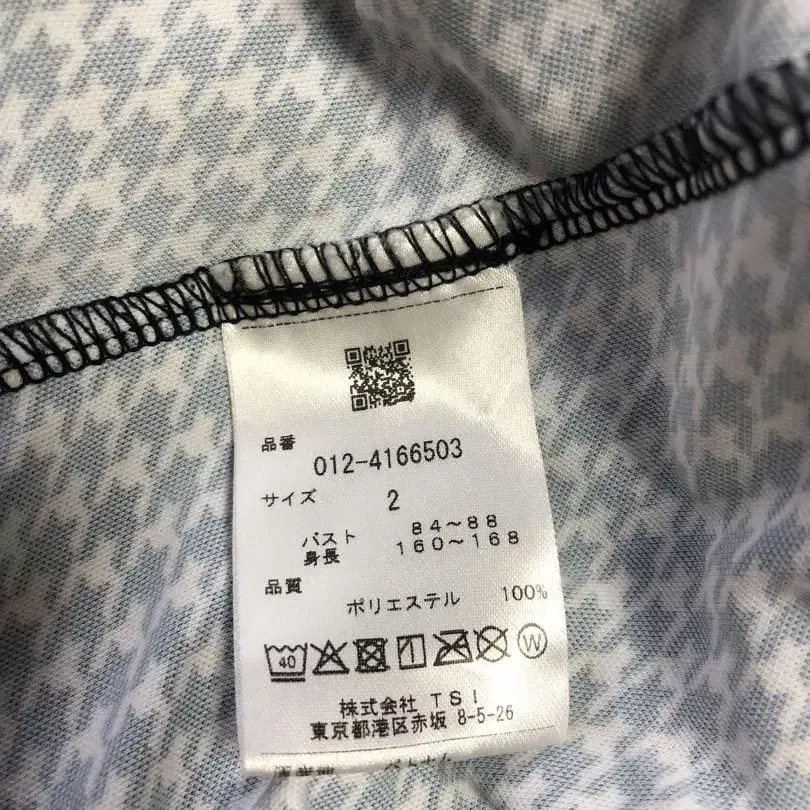 品番
012-4166503
サイズ 2
バスト 84～88
身長 160～168
品質
ポリエステル 100%
40
W
株式会社 TSI
東京都港区赤坂 8-5-26